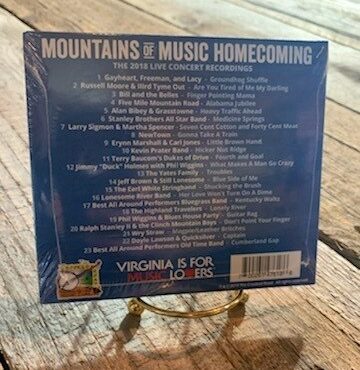 MOUNTAINS OF MUSIC HOMECOMING
THE 2018 LIVE CONCERT RECORDINGS
1 Gayheart, Freeman, and Lacy - Groundhog Shuffle
2 Russell Moore & IIIrd Tyme Out - Are You Tired of Me My Darling
3 Bill and the Belles - Finger Pointing Mama
4 Five Mile Mountain Road - Alabama Jubilee
5 Alan Bibey & Grasstowne - Heavy Traffic Ahead
6 Stanley Brothers All Star Band - Medicine Springs
7 Larry Sigmon & Martha Spencer - Seven Cent Cotton and Forty Cent Meat
8 NewTown - Gonna Take A Train
9 Erynn Marshall & Carl Jones - Little Brown Hand
10 Kevin Prater Band - Hickor Nut Ridge
11 Terry Baucom's Dukes of Drive - Fourth and Goal
12 Jimmy "Duck" Holmes with Phil Wiggins - What Makes A Man Go Crazy
13 The Yates Family - Troubles
14 Jeff Brown & Still Lonesome - Blue Side of Me
15 The Earl White Stringband - Shucking the Brush
16 Lonesome River Band - Her Love Won't Turn On A Dime
17 Best All Around Performers Bluegrass Band - Kentucky Waltz
18 The Highland Travelers - Lonely River
19 Phil Wiggins & Blues House Party - Guitar Rag
20 Ralph Stanley II & the Clinch Mountain Boys - Don't Point Your Finger
21 Wry Straw - Magpie/Leather Britches
22 Doyle Lawson & Quicksilver - Captain
23 Best All Around Performers Old Time Band - Cumberland Gap
VIRGINIA IS FOR
MUSIC LOVERS